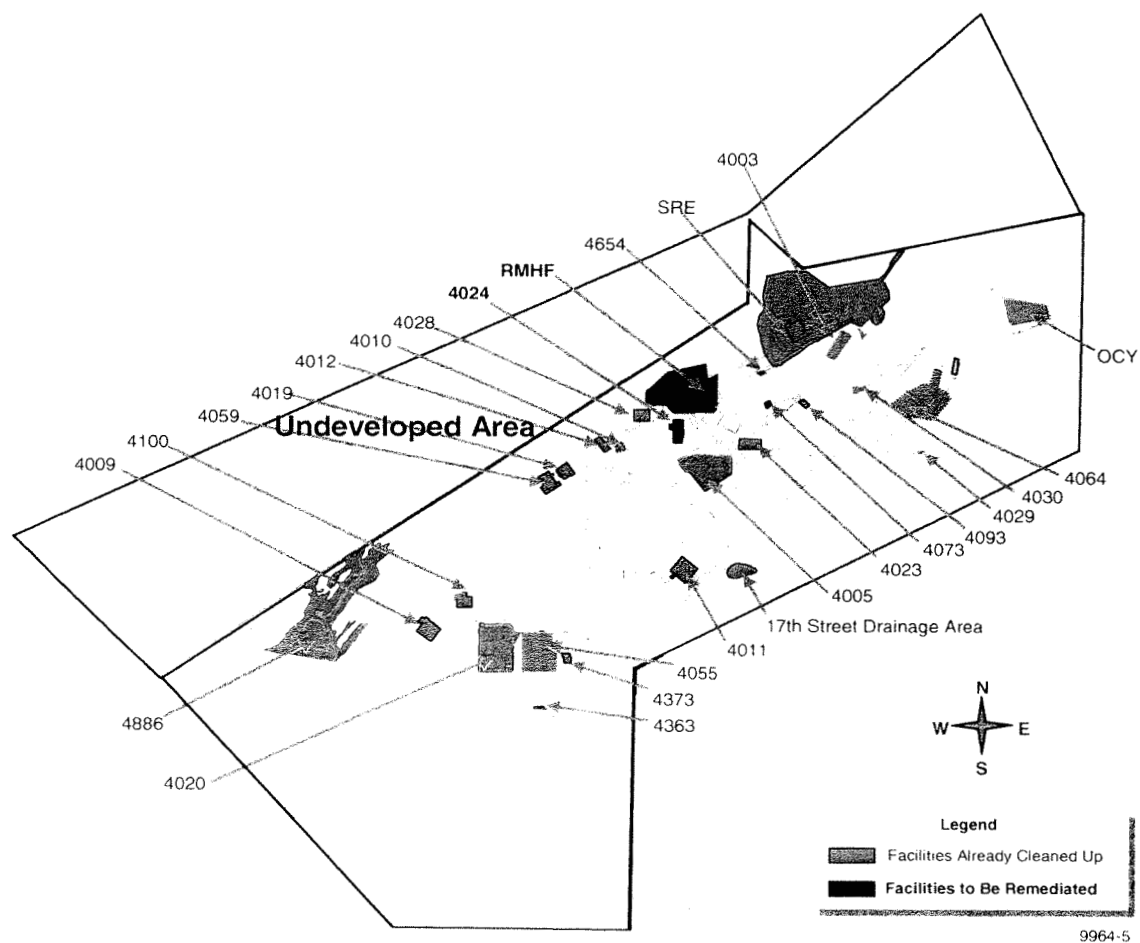 4003
SRE
4654
RMHF
4024
4028
4010
4012
4019
4059
Undeveloped Area
4100
4009
OCY
4064
4030
4029
4093
4073
4023
4005
17th Street Drainage Area
4011
4055
4373
4363
4886
4020
N
W E
S
Legend
Facilities Already Cleaned Up
Facilities to Be Remediated
9964-5